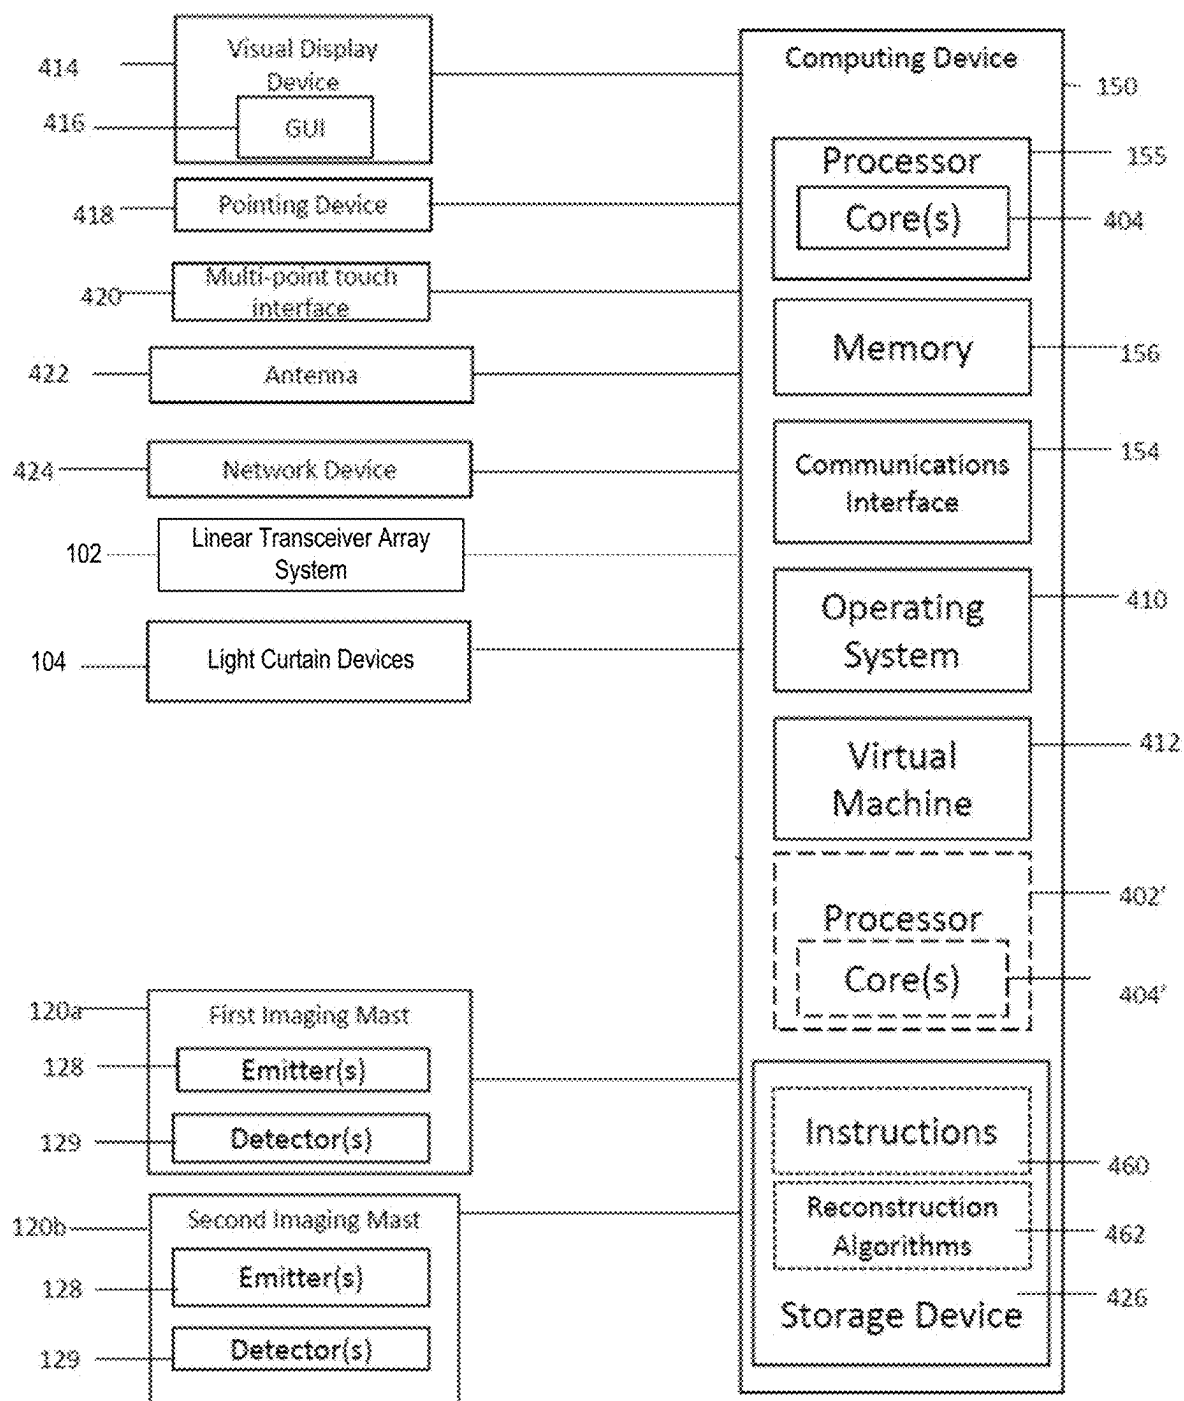 Visual Display
Device
414
416
GUI
Pointing Device
418
Multi-point touch
interface
420
Antenna
422
Network Device
424
Linear Transceiver Array
System
102
Light Curtain Devices
104
First Imaging Mast
120a
Emitter(s)
128
Detector(s)
129
Second Imaging Mast
120b
Emitter(s)
128
Detector(s)
129
Computing Device
150
Processor
155
Core(s)
404
Memory
156
Communications
Interface
154
Operating
System
410
Virtual
Machine
412
Processor
402'
Core(s)
404'
Instructions
460
Reconstruction
Algorithms
462
Storage Device
426